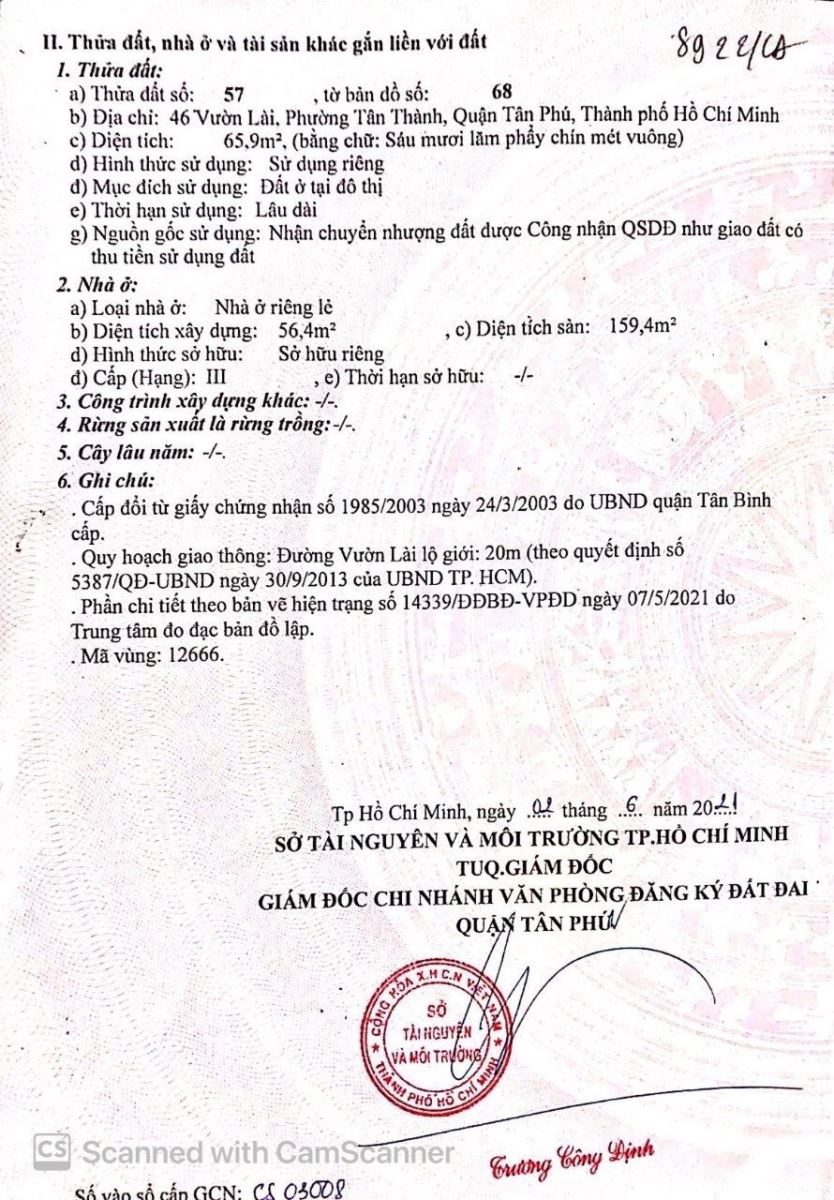 8922/CA
II. Thửa đất, nhà ở và tài sản khác gắn liền với đất
1. Thửa đất:
a) Thửa đất số: 57 , tờ bản đồ số: 68
b) Địa chỉ: 46 Vườn Lài, Phường Tân Thành, Quận Tân Phú, Thành phố Hồ Chí Minh
c) Diện tích: 65,9m², (bằng chữ: Sáu mươi lăm phẩy chín mét vuông)
d) Hình thức sử dụng: Sử dụng riêng
đ) Mục đích sử dụng: Đất ở tại đô thị
e) Thời hạn sử dụng: Lâu dài
g) Nguồn gốc sử dụng: Nhận chuyển nhượng đất được Công nhận QSDĐ như giao đất có
thu tiền sử dụng đất
2. Nhà ở:
a) Loại nhà ở: Nhà ở riêng lẻ
b) Diện tích xây dựng: 56,4m² , c) Diện tích sàn: 159,4m²
d) Hình thức sở hữu: Sở hữu riêng
đ) Cấp (Hạng): III , e) Thời hạn sở hữu: -/-
3. Công trình xây dựng khác: -/-.
4. Rừng sản xuất là rừng trồng: -/-.
5. Cây lâu năm: -/-.
6. Ghi chú:
. Cấp đổi từ giấy chứng nhận số 1985/2003 ngày 24/3/2003 do UBND quận Tân Bình
cấp.
. Quy hoạch giao thông: Đường Vườn Lài lộ giới: 20m (theo quyết định số
5387/QĐ-UBND ngày 30/9/2013 của UBND TP. HCM).
. Phần chi tiết theo bản vẽ hiện trạng số 14339/ĐĐBĐ-VPĐD ngày 07/5/2021 do
Trung tâm đo đạc bản đồ lập.
. Mã vùng: 12666.
Tp Hồ Chí Minh, ngày 02 tháng 6 năm 2021
SỞ TÀI NGUYÊN VÀ MÔI TRƯỜNG TP.HỒ CHÍ MINH
TUQ.GIÁM ĐỐC
GIÁM ĐỐC CHI NHÁNH VĂN PHÒNG ĐĂNG KÝ ĐẤT ĐAI
QUẬN TÂN PHÚ
CỘNG HÒA X.H.C.N VIỆT NAM
SỞ
TÀI NGUYÊN
VÀ MÔI TRƯỜNG
THÀNH PHỐ HỒ CHÍ MINH
CS Scanned with CamScanner
Trương Công Định
Số vào sổ cấp GCN: CS 03008